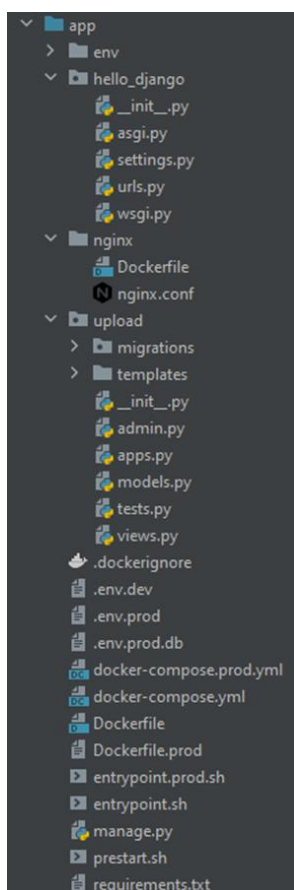 app
env
hello_django
__init__.py
asgi.py
settings.py
urls.py
wsgi.py
nginx
Dockerfile
nginx.conf
upload
migrations
templates
__init__.py
admin.py
apps.py
models.py
tests.py
views.py
.dockerignore
.env.dev
.env.prod
.env.prod.db
docker-compose.prod.yml
docker-compose.yml
Dockerfile
Dockerfile.prod
entrypoint.prod.sh
entrypoint.sh
manage.py
prestart.sh
requirements.txt